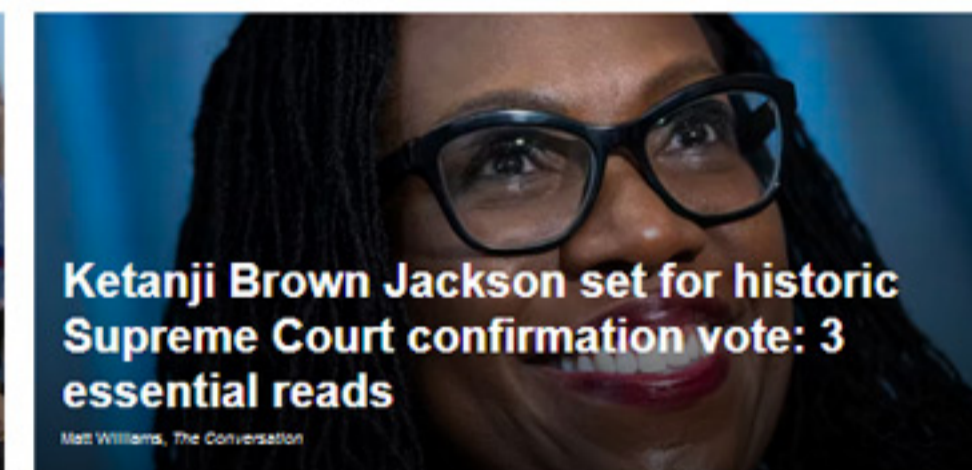 Ketanji Brown Jackson set for historic
Supreme Court confirmation vote: 3
essential reads
Matt Williams, The Conversation